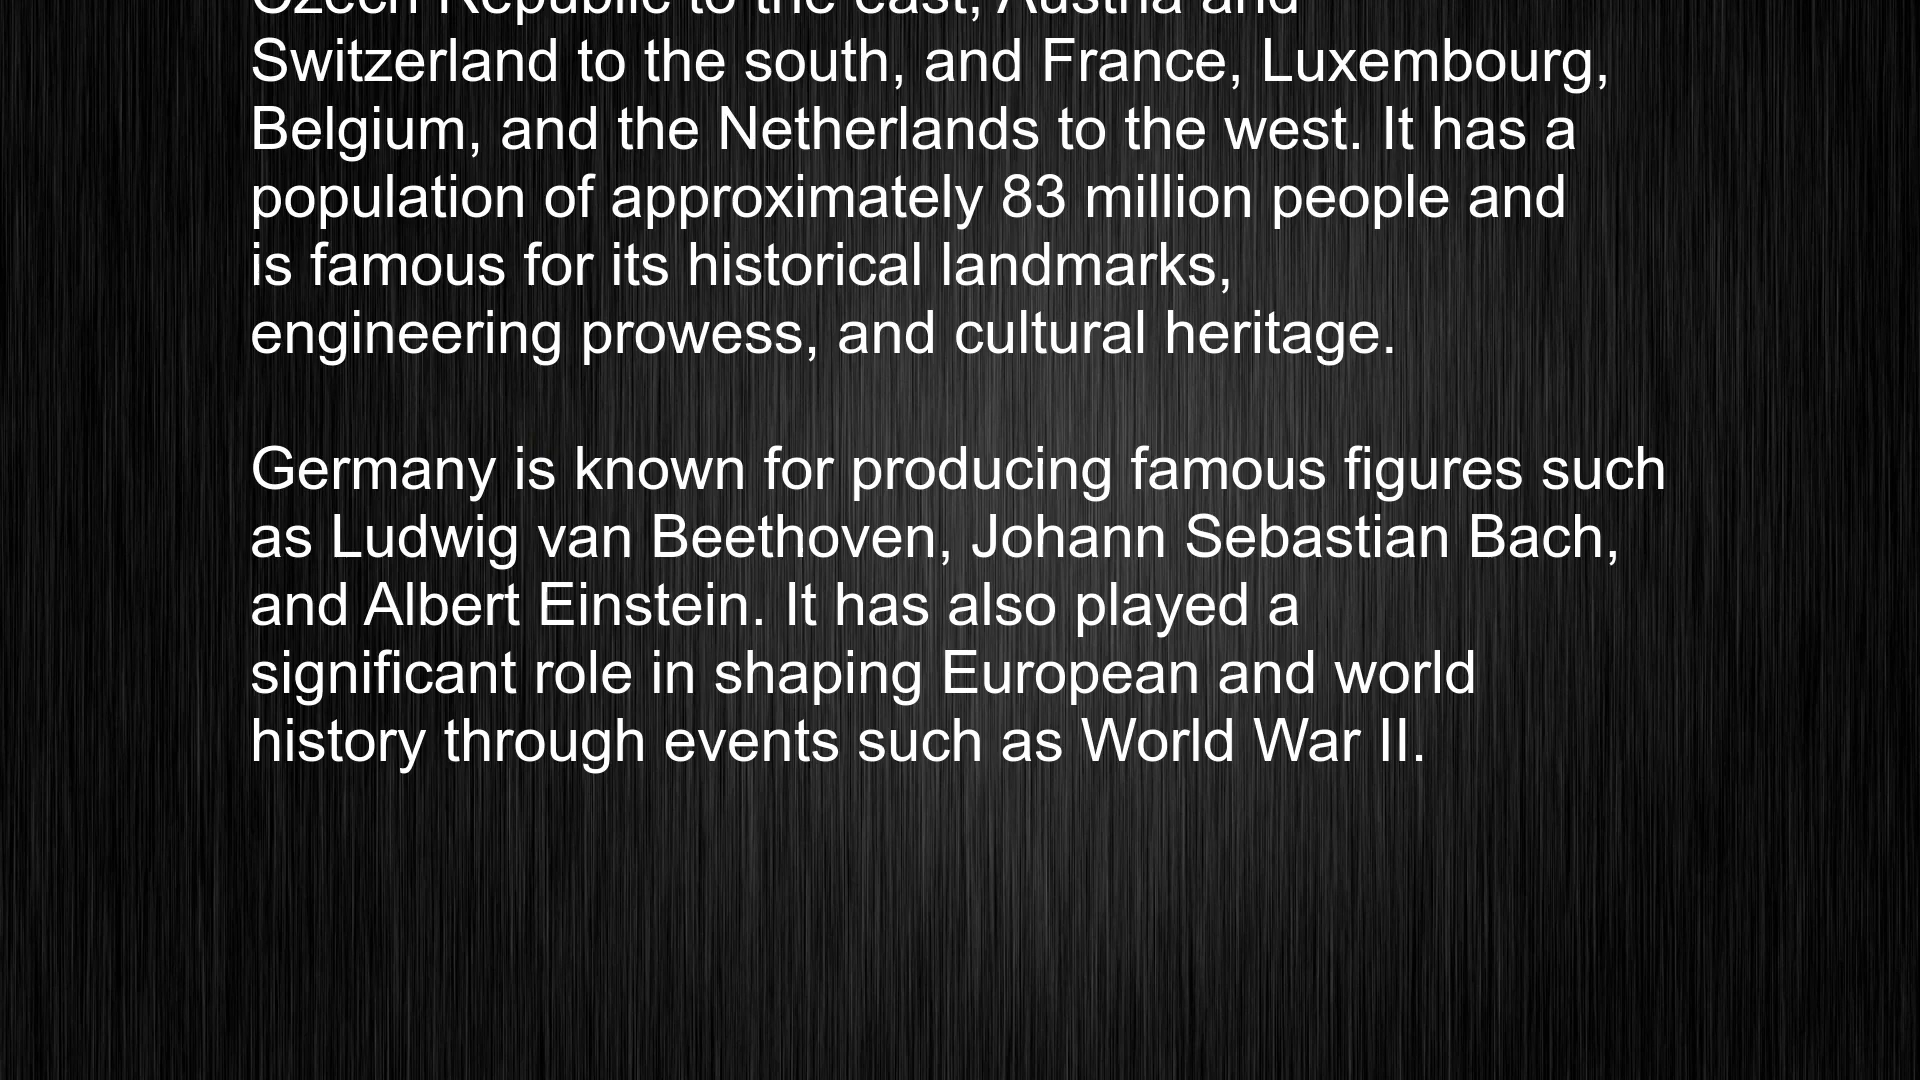 Czech Republic to the east, Austria and
Switzerland to the south, and France, Luxembourg,
Belgium, and the Netherlands to the west. It has a
population of approximately 83 million people and
is famous for its historical landmarks,
engineering prowess, and cultural heritage.
Germany is known for producing famous figures such
as Ludwig van Beethoven, Johann Sebastian Bach,
and Albert Einstein. It has also played a
significant role in shaping European and world
history through events such as World War II.